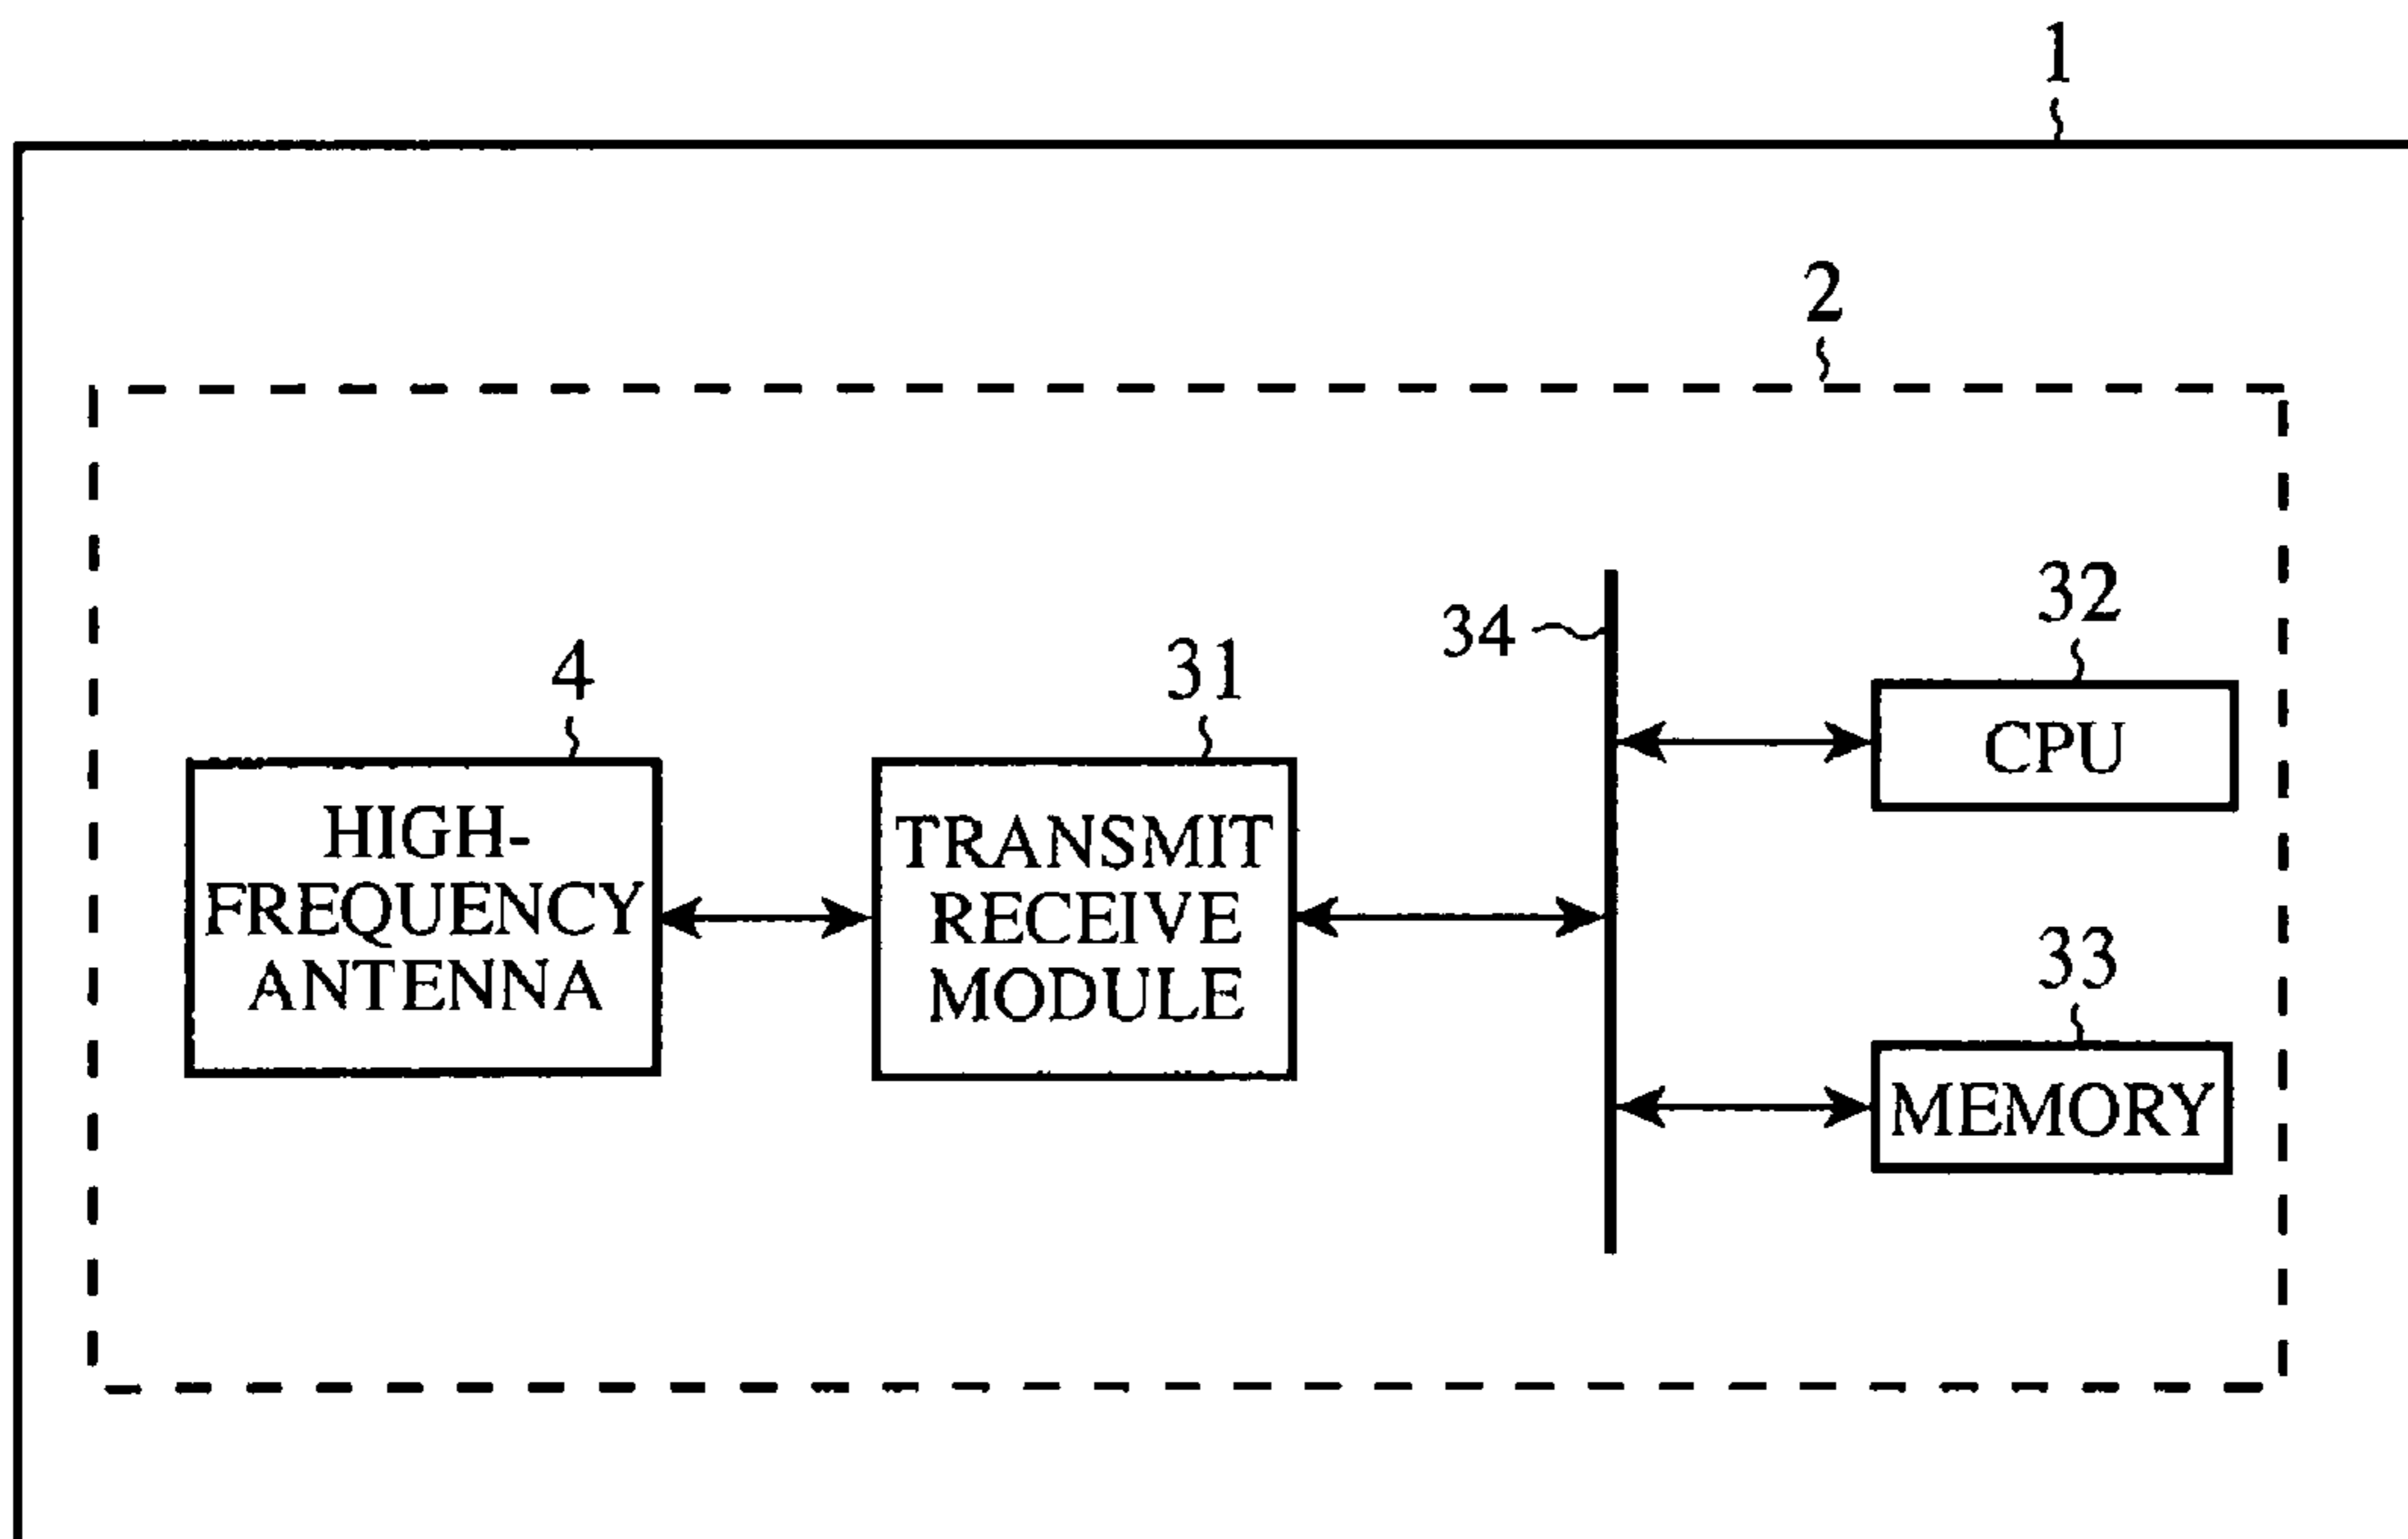 1
2
32
34
4
31
CPU
HIGH-
FREQUENCY
ANTENNA
TRANSMIT
RECEIVE
MODULE
33
MEMORY